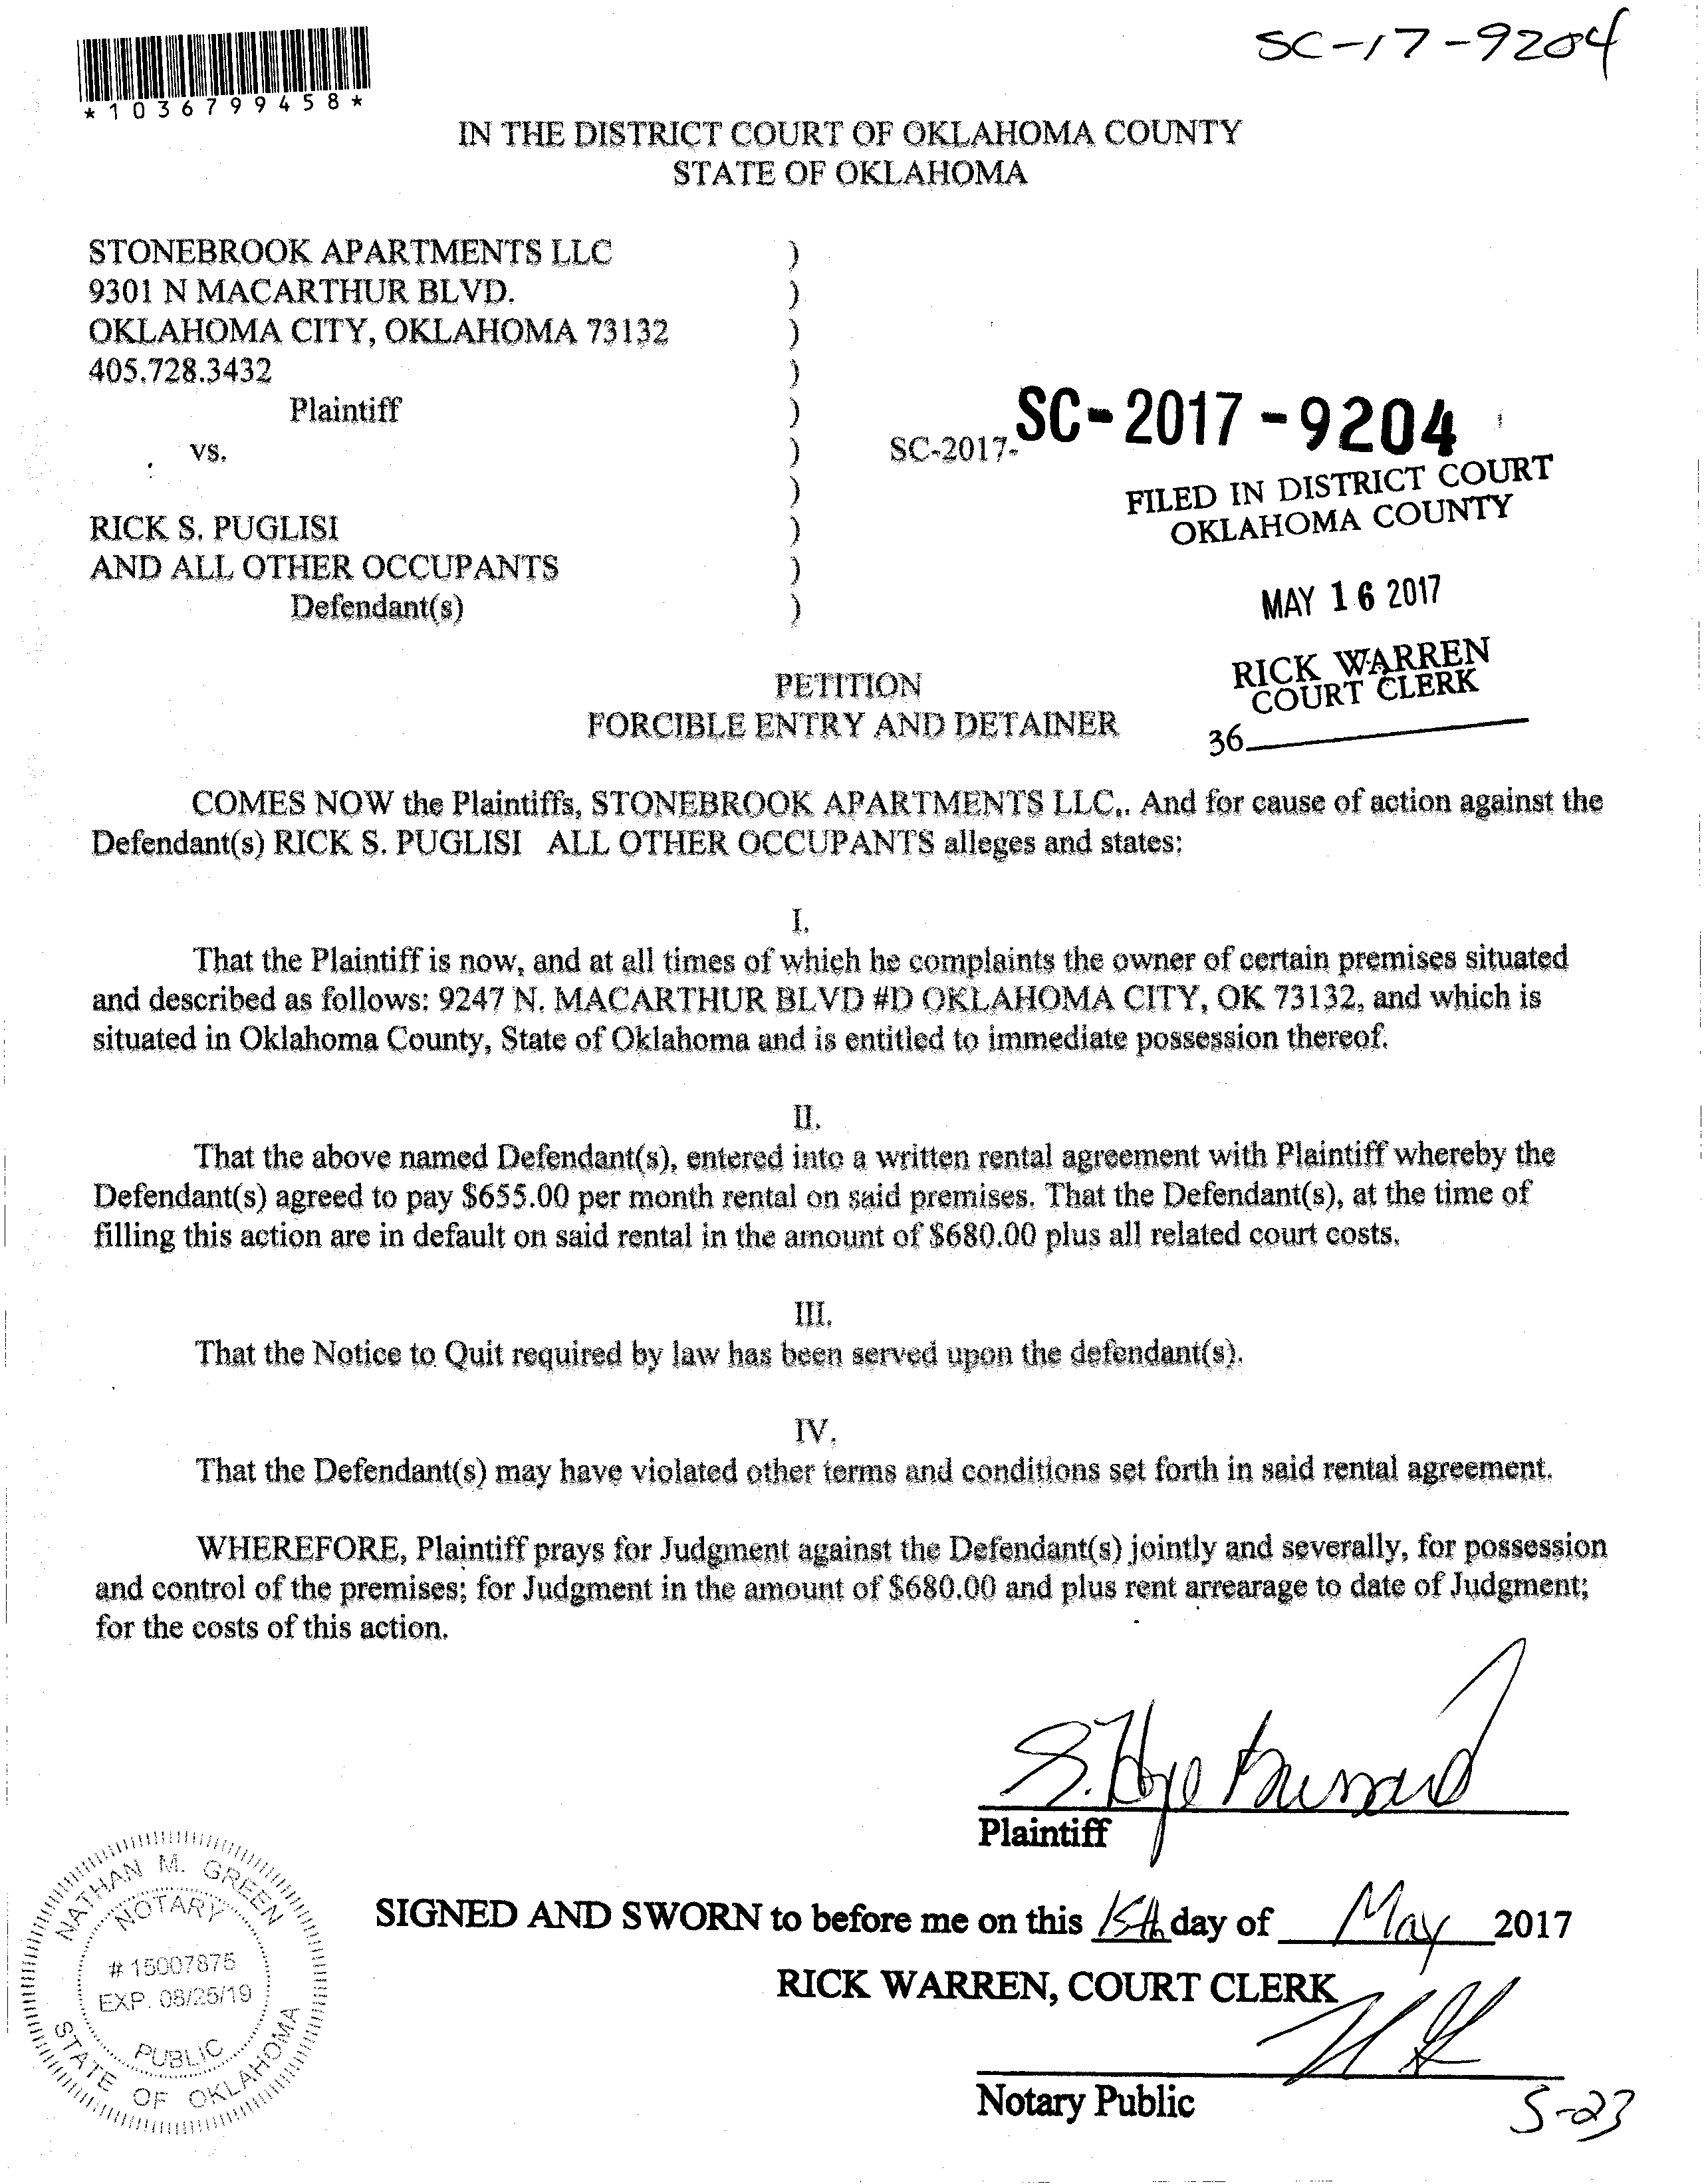 SC-17-9204
*1036799458*
IN THE DISTRICT COURT OF OKLAHOMA COUNTY
STATE OF OKLAHOMA
STONEBROOK APARTMENTS LLC )
9301 N MACARTHUR BLVD. )
OKLAHOMA CITY, OKLAHOMA 73132 )
405.728.3432 )
Plaintiff )
vs. ) SC-2017- SC-2017-9204
)
RICK S. PUGLISI )
AND ALL OTHER OCCUPANTS )
Defendant(s) )
FILED IN DISTRICT COURT
OKLAHOMA COUNTY
MAY 16 2017
RICK WARREN
COURT CLERK
36
PETITION
FORCIBLE ENTRY AND DETAINER
COMES NOW the Plaintiffs, STONEBROOK APARTMENTS LLC,. And for cause of action against the
Defendant(s) RICK S. PUGLISI ALL OTHER OCCUPANTS alleges and states:
I.
That the Plaintiff is now, and at all times of which he complaints the owner of certain premises situated
and described as follows: 9247 N. MACARTHUR BLVD #D OKLAHOMA CITY, OK 73132, and which is
situated in Oklahoma County, State of Oklahoma and is entitled to immediate possession thereof.
II.
That the above named Defendant(s), entered into a written rental agreement with Plaintiff whereby the
Defendant(s) agreed to pay $655.00 per month rental on said premises. That the Defendant(s), at the time of
filling this action are in default on said rental in the amount of $680.00 plus all related court costs.
III.
That the Notice to Quit required by law has been served upon the defendant(s).
IV.
That the Defendant(s) may have violated other terms and conditions set forth in said rental agreement.
WHEREFORE, Plaintiff prays for Judgment against the Defendant(s) jointly and severally, for possession
and control of the premises; for Judgment in the amount of $680.00 and plus rent arrearage to date of Judgment;
for the costs of this action.
Plaintiff
SIGNED AND SWORN to before me on this 15th day of May 2017
RICK WARREN, COURT CLERK
Notary Public
5-23
NATHAN M. GREEN
NOTARY
# 15007875
EXP. 08/25/19
PUBLIC
STATE OF OKLAHOMA